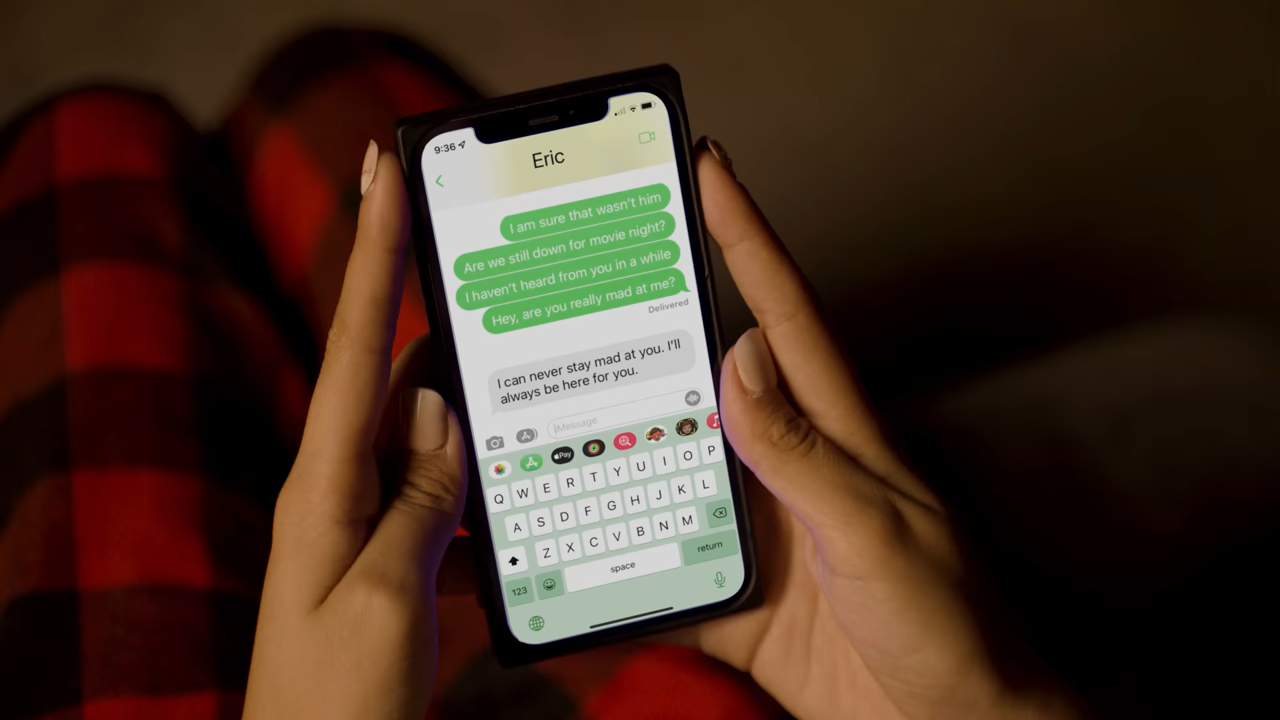 9:36
Eric
I am sure that wasn't him
Are we still down for movie night?
I haven't heard from you in a while
Hey, are you really mad at me?
Delivered
I can never stay mad at you. I'll
always be here for you.
iMessage
Pay
Q W E R T Y U I O P
A S D F G H J K L
Z X C V B N M
123 space return